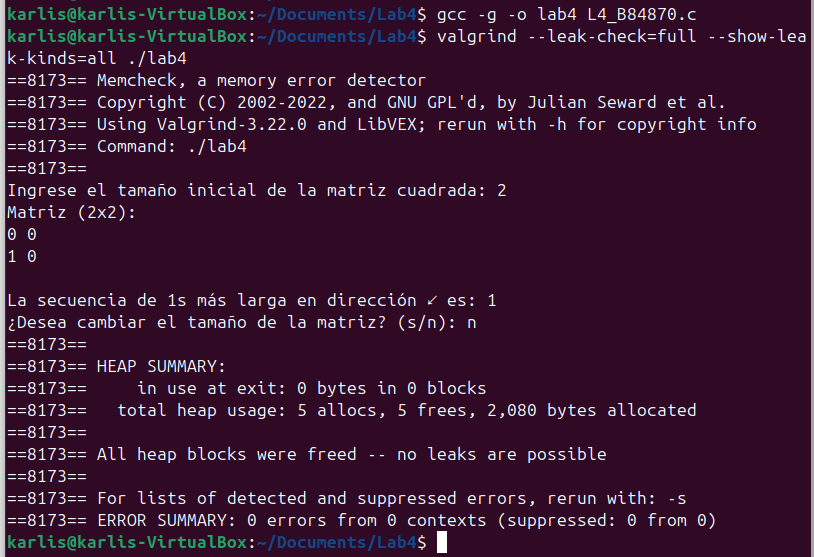 karlis@karlis-VirtualBox:~/Documents/Lab4$ gcc -g -o lab4 L4_B84870.c
karlis@karlis-VirtualBox:~/Documents/Lab4$ valgrind --leak-check=full --show-lea
k-kinds=all ./lab4
==8173== Memcheck, a memory error detector
==8173== Copyright (C) 2002-2022, and GNU GPL'd, by Julian Seward et al.
==8173== Using Valgrind-3.22.0 and LibVEX; rerun with -h for copyright info
==8173== Command: ./lab4
==8173==
Ingrese el tamaño inicial de la matriz cuadrada: 2
Matriz (2x2):
0 0
1 0
La secuencia de 1s más larga en dirección ↙ es: 1
¿Desea cambiar el tamaño de la matriz? (s/n): n
==8173==
==8173== HEAP SUMMARY:
==8173==     in use at exit: 0 bytes in 0 blocks
==8173==   total heap usage: 5 allocs, 5 frees, 2,080 bytes allocated
==8173==
==8173== All heap blocks were freed -- no leaks are possible
==8173==
==8173== For lists of detected and suppressed errors, rerun with: -s
==8173== ERROR SUMMARY: 0 errors from 0 contexts (suppressed: 0 from 0)
karlis@karlis-VirtualBox:~/Documents/Lab4$